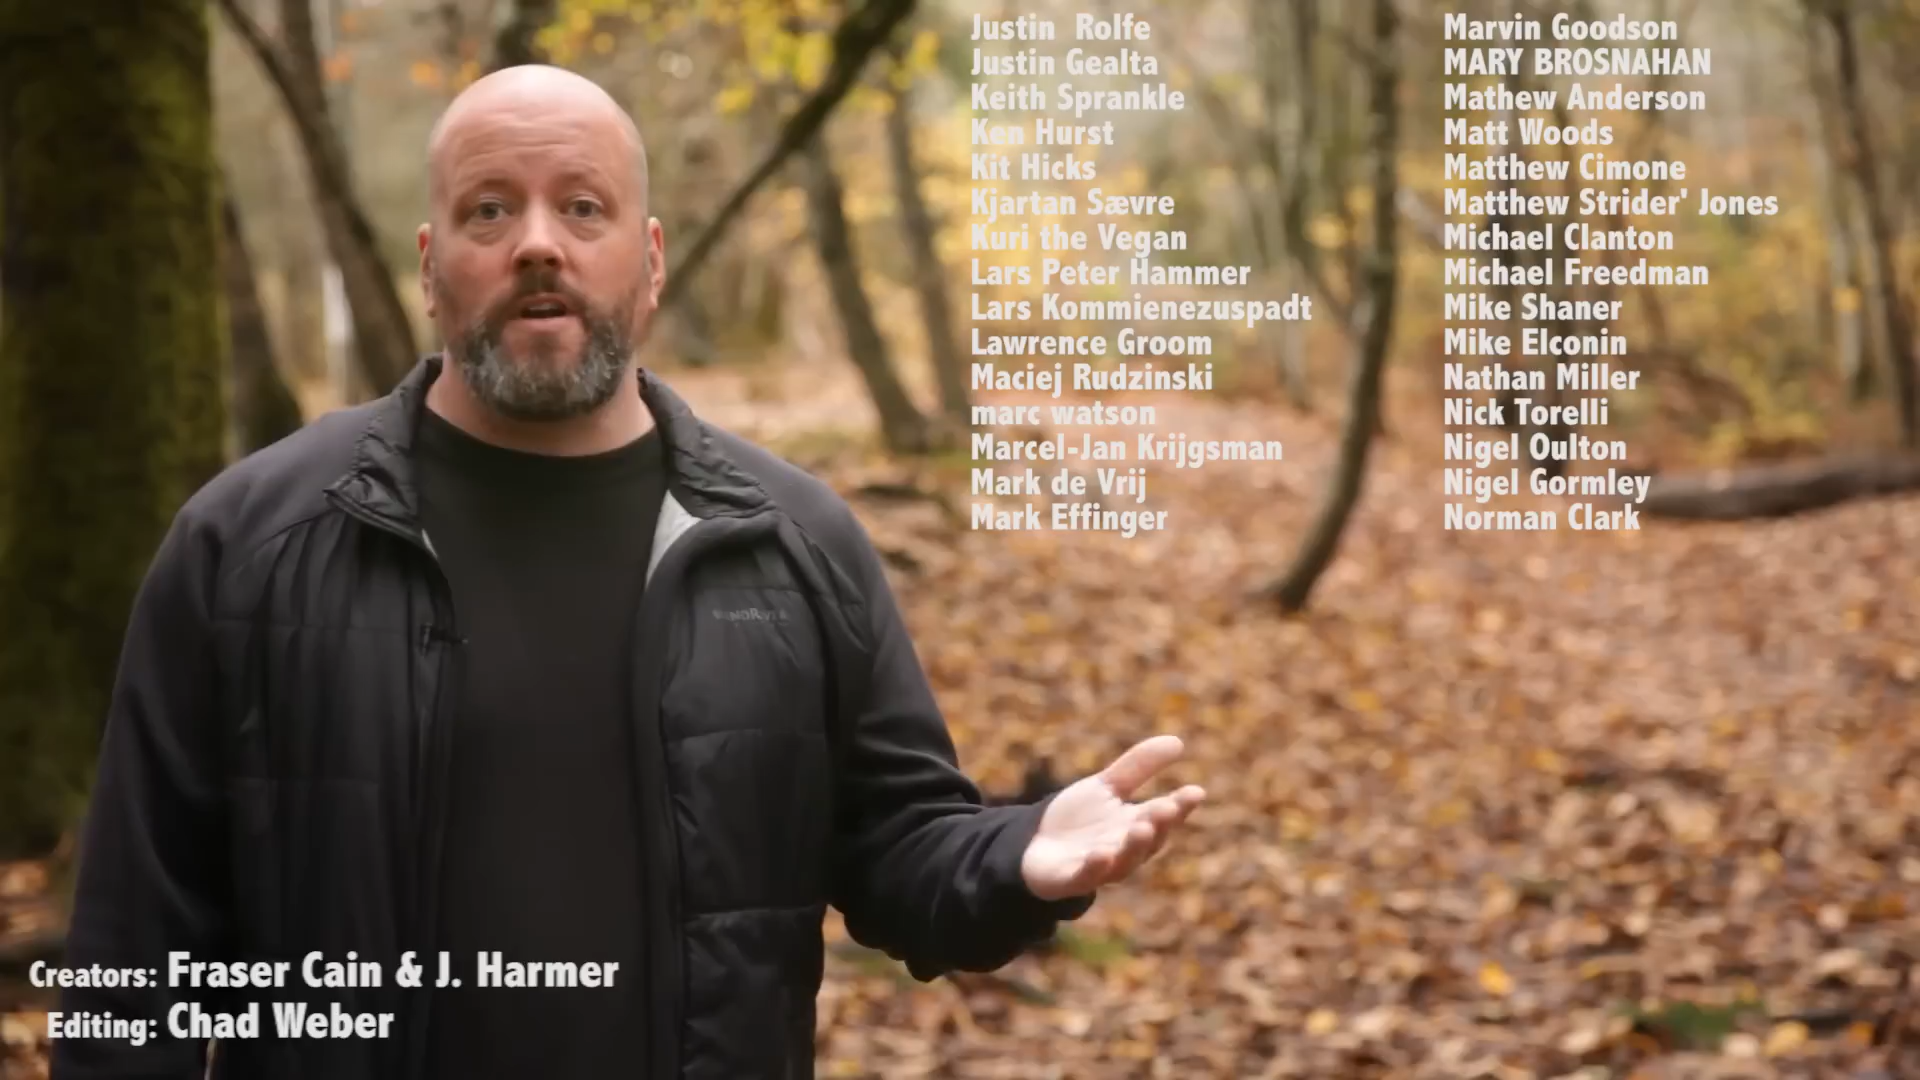 Justin  Rolfe
Justin Gealta
Keith Sprankle
Ken Hurst
Kit Hicks
Kjartan Sævre
Kuri the Vegan
Lars Peter Hammer
Lars Kommienezuspadt
Lawrence Groom
Maciej Rudzinski
marc watson
Marcel-Jan Krijgsman
Mark de Vrij
Mark Effinger
Marvin Goodson
MARY BROSNAHAN
Mathew Anderson
Matt Woods
Matthew Cimone
Matthew Strider' Jones
Michael Clanton
Michael Freedman
Mike Shaner
Mike Elconin
Nathan Miller
Nick Torelli
Nigel Oulton
Nigel Gormley
Norman Clark
Creators: Fraser Cain & J. Harmer
Editing: Chad Weber